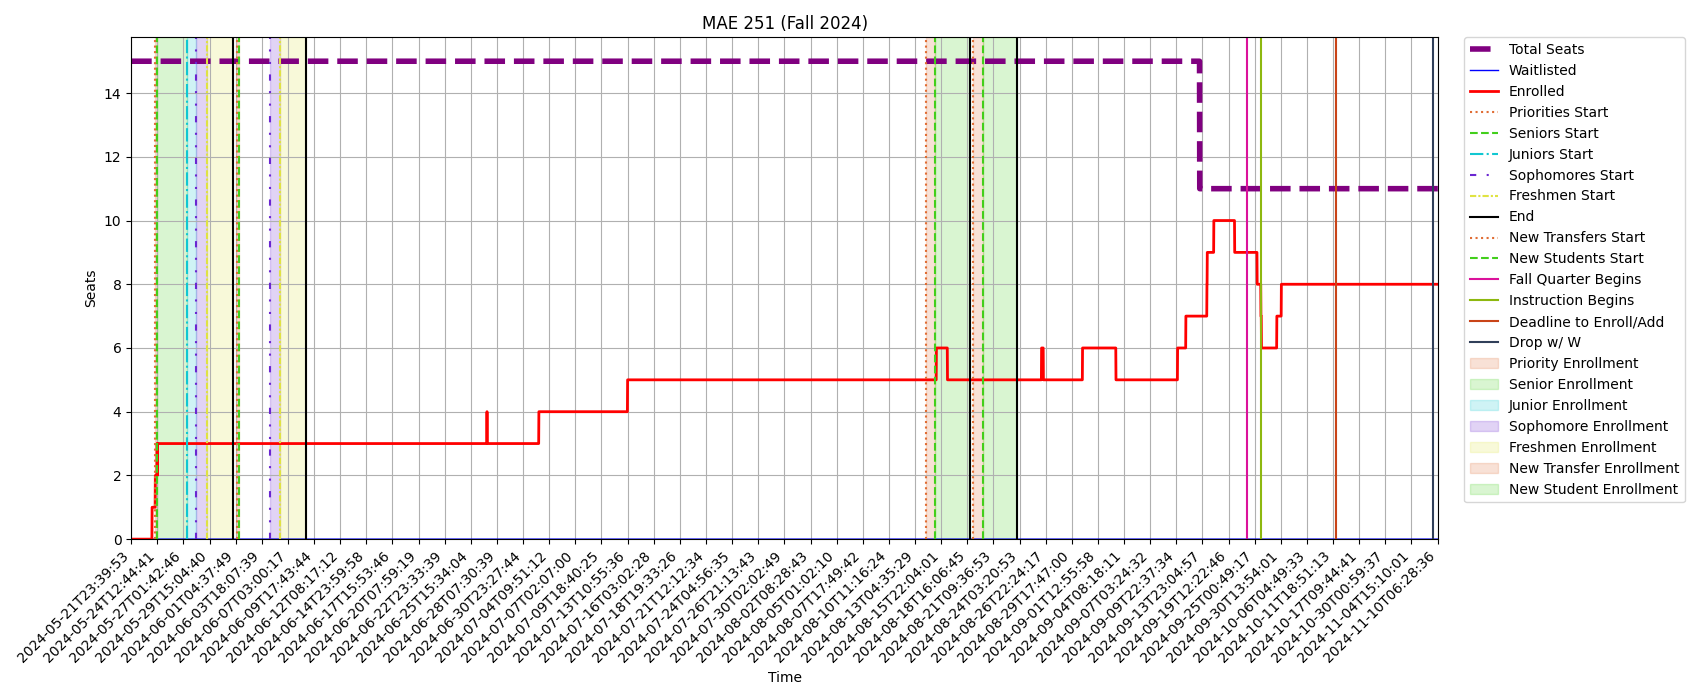 MAE 251 (Fall 2024)
Seats
14
12
10
8
6
4
2
0
2024-05-21T23:39:53
2024-05-24T12:44:41
2024-05-27T01:42:46
2024-05-29T15:04:40
2024-06-01T04:37:49
2024-06-03T18:07:39
2024-06-07T03:00:17
2024-06-09T17:43:44
2024-06-12T08:17:12
2024-06-14T23:59:58
2024-06-17T15:53:46
2024-06-20T07:59:19
2024-06-22T23:33:39
2024-06-25T15:34:04
2024-06-28T07:30:39
2024-06-30T23:27:44
2024-07-04T09:51:12
2024-07-07T02:07:00
2024-07-09T18:40:25
2024-07-13T10:55:36
2024-07-16T03:02:28
2024-07-18T19:33:26
2024-07-21T12:12:34
2024-07-24T04:56:35
2024-07-26T21:13:43
2024-07-30T03:02:49
2024-08-02T08:28:43
2024-08-05T01:02:10
2024-08-07T17:49:42
2024-08-10T11:16:24
2024-08-13T04:35:29
2024-08-15T22:04:01
2024-08-18T16:06:45
2024-08-21T09:36:53
2024-08-24T03:20:53
2024-08-26T22:24:17
2024-08-29T17:47:00
2024-09-01T12:55:58
2024-09-04T08:18:11
2024-09-07T03:24:32
2024-09-09T22:37:34
2024-09-13T23:04:57
2024-09-19T12:22:46
2024-09-25T00:49:17
2024-09-30T13:54:01
2024-10-06T04:49:33
2024-10-11T18:51:13
2024-10-17T09:44:41
2024-10-30T00:59:37
2024-11-04T15:10:01
2024-11-10T06:28:36
Time
Total Seats
Waitlisted
Enrolled
Priorities Start
Seniors Start
Juniors Start
Sophomores Start
Freshmen Start
End
New Transfers Start
New Students Start
Fall Quarter Begins
Instruction Begins
Deadline to Enroll/Add
Drop w/ W
Priority Enrollment
Senior Enrollment
Junior Enrollment
Sophomore Enrollment
Freshmen Enrollment
New Transfer Enrollment
New Student Enrollment